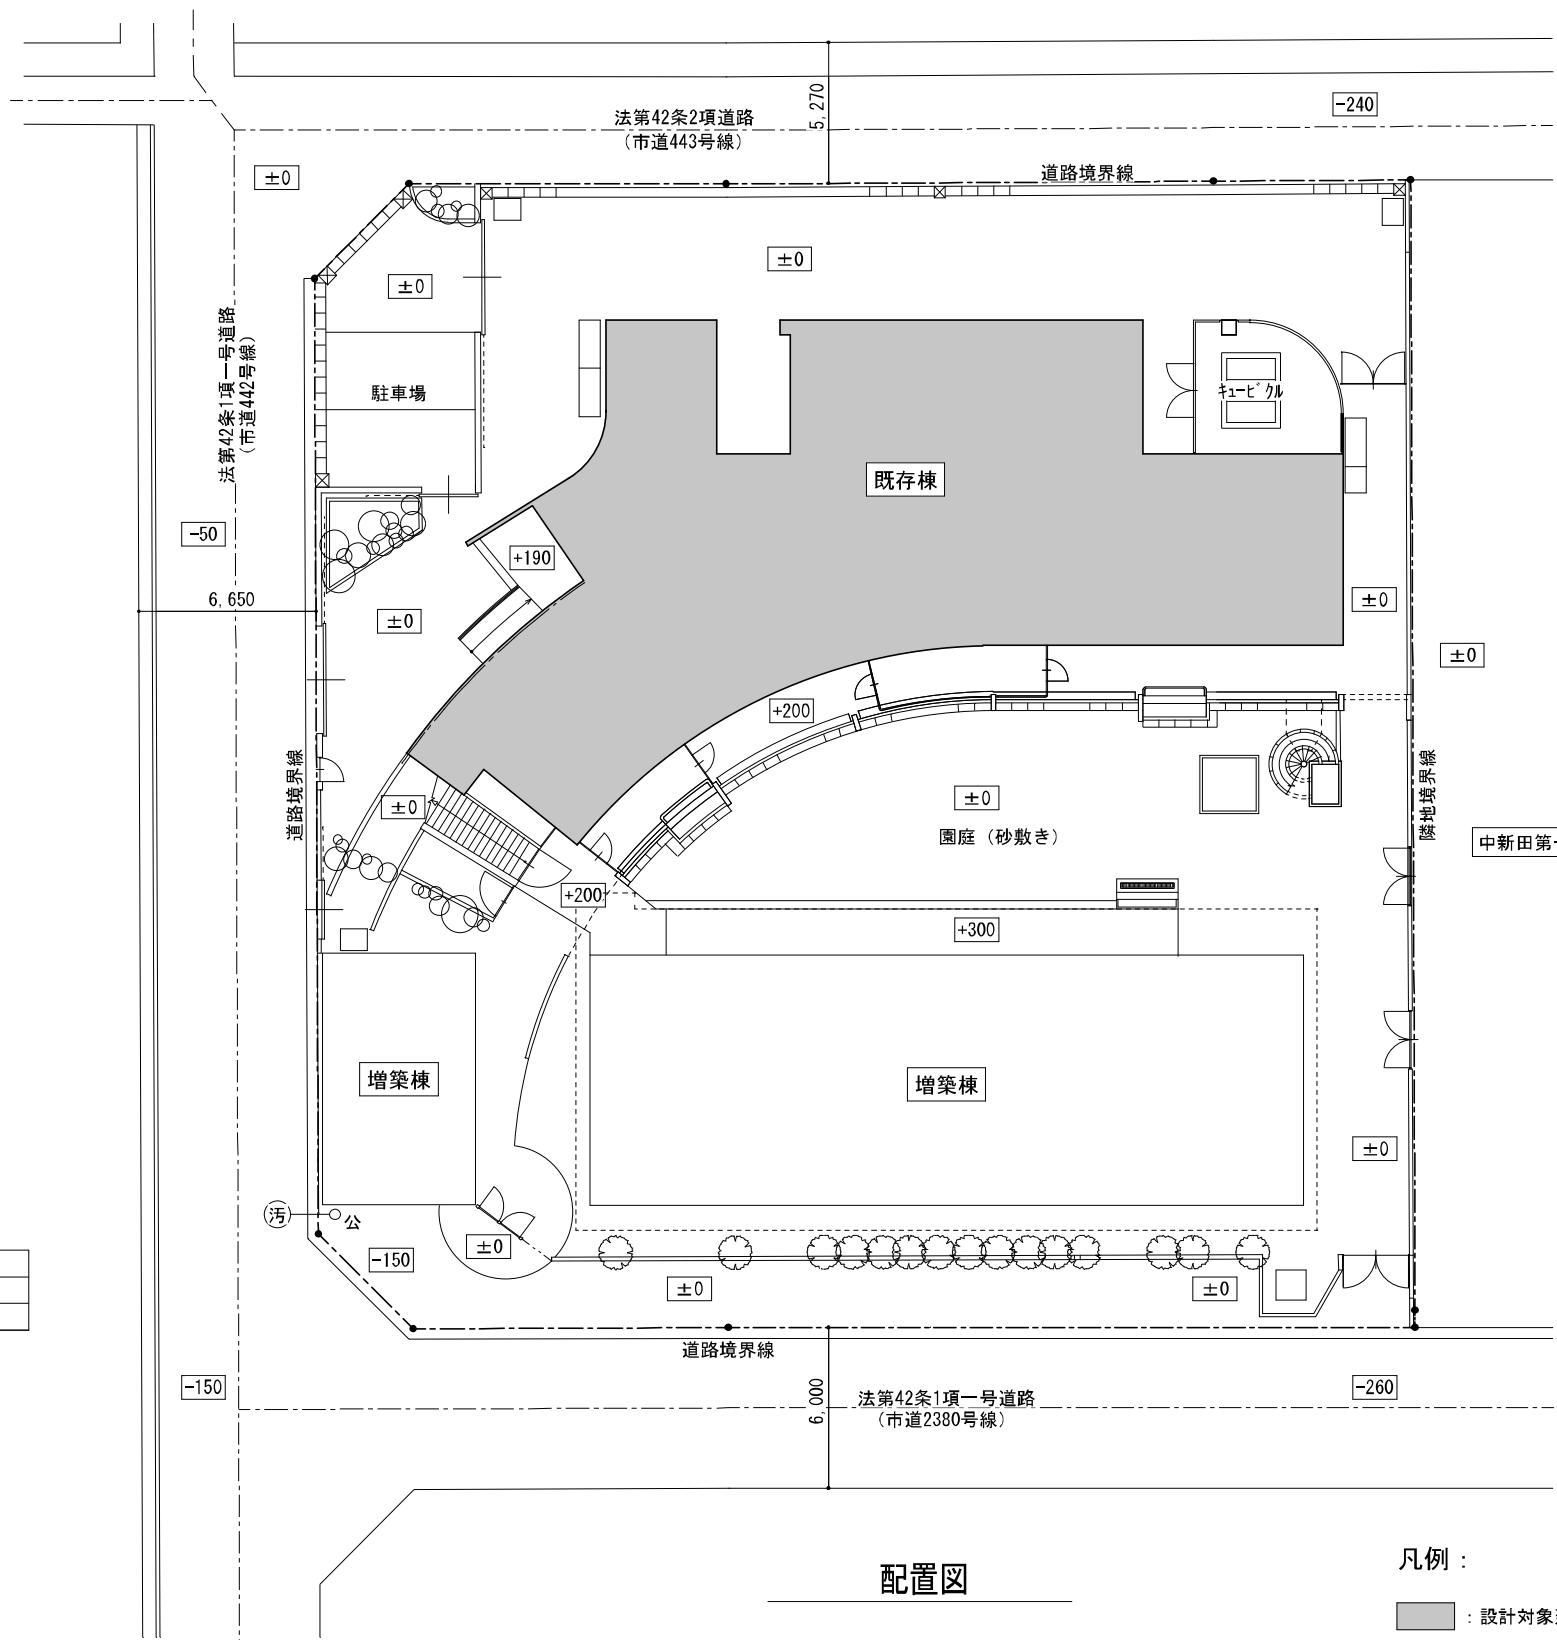 法第42条2項道路
(市道443号線)
5,270
-240
±0
道路境界線
±0
±0
法第42条1項一号道路
(市道442号線)
駐車場
キュービクル
既存棟
-50
+190
6,650
±0
±0
±0
+200
道路境界線
±0
±0
園庭（砂敷き）
隣地境界線
中新田第
+200
+300
増築棟
増築棟
±0
汚
公
-150
±0
±0
±0
道路境界線
-150
6,000
法第42条1項一号道路
(市道2380号線)
-260
配置図
凡例：
：設計対象